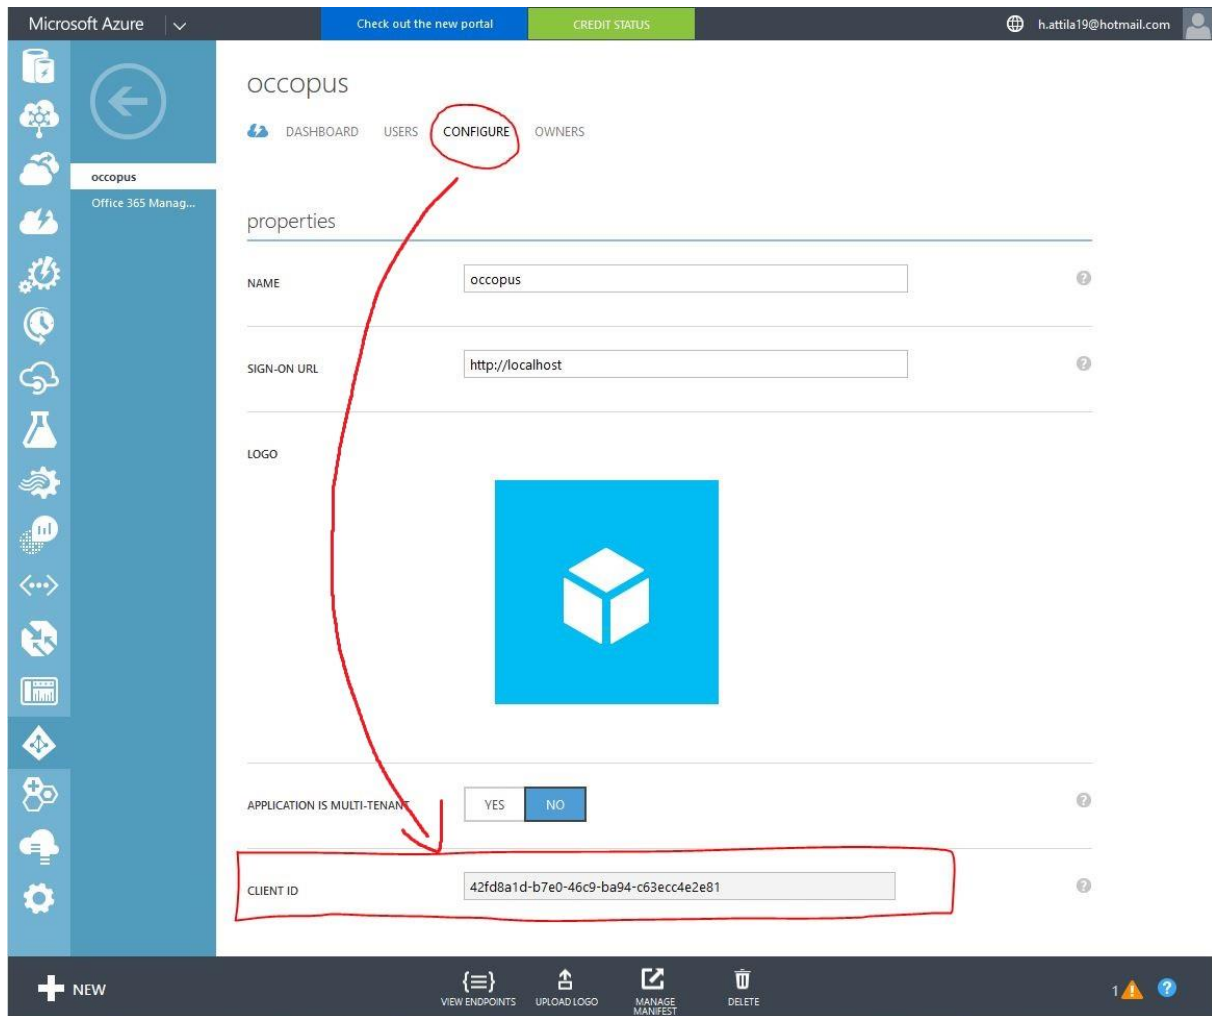 Microsoft Azure
Check out the new portal
CREDIT STATUS
h.attila19@hotmail.com
occopus
DASHBOARD USERS CONFIGURE OWNERS
occopus
Office 365 Manag...
properties
NAME
occopus
SIGN-ON URL
http://localhost
LOGO
APPLICATION IS MULTI-TENANT
YES NO
CLIENT ID
42fd8a1d-b7e0-46c9-ba94-c63ecc4e2e81
NEW
VIEW ENDPOINTS
UPLOAD LOGO
MANAGE
MANIFEST
DELETE
1